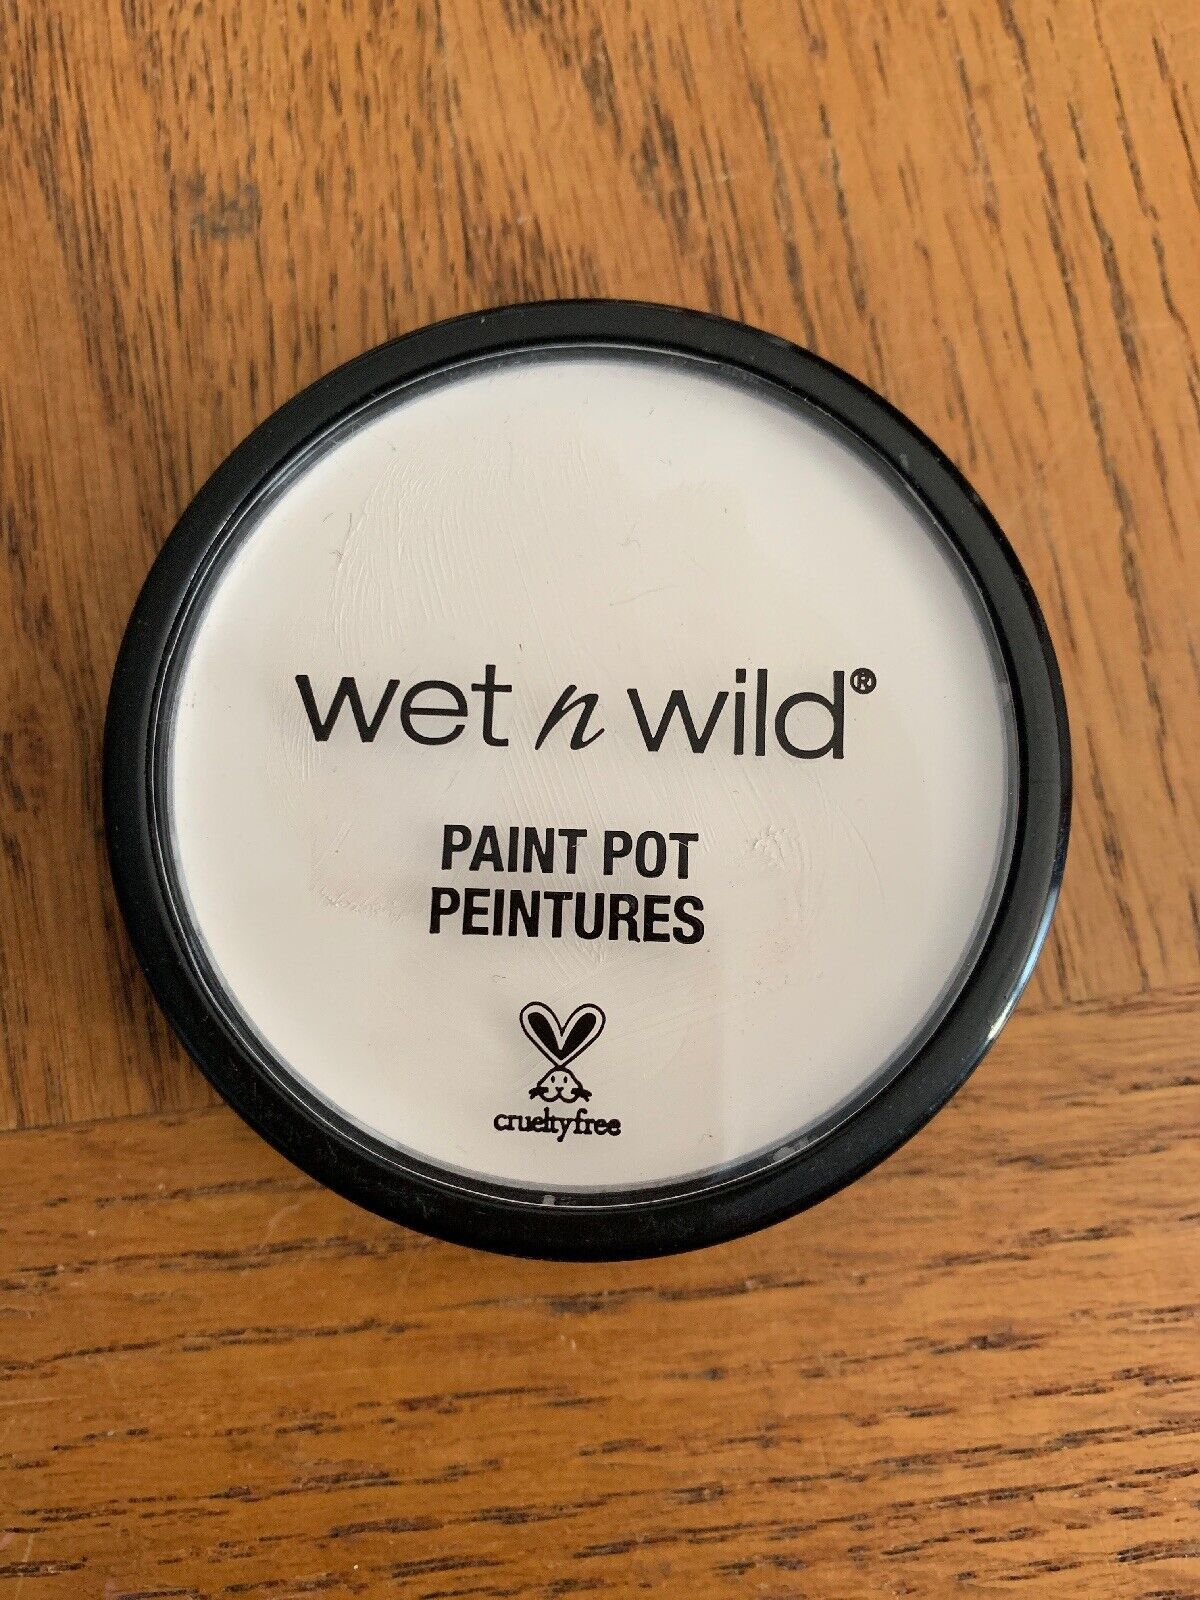 wet n wild®
PAINT POT
PEINTURES
crueltyfree